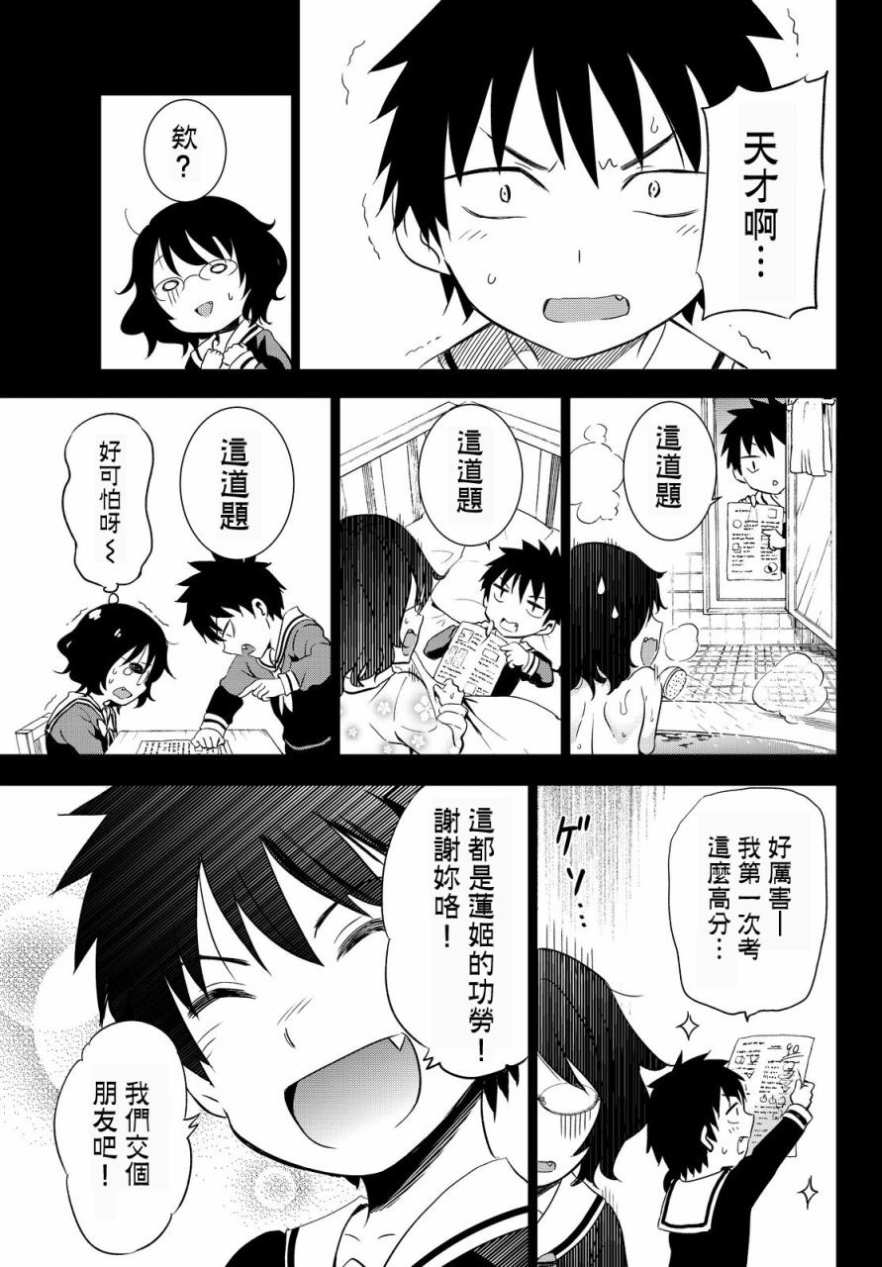 天才啊…
欸？
這道題
這道題
這道題
好可怕呀～
好厲害—
我第一次考
這麼高分…
ゲソ…
這都是蓮姬的功勞！
謝謝妳咯！
我們交個
朋友吧！